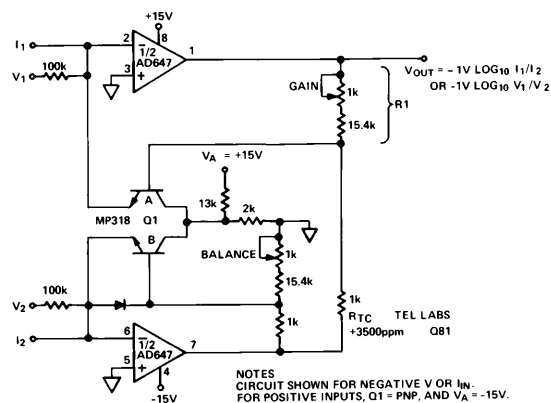 +15V
I1
2
8
1/2
AD647
1
3
100k
V1
VOUT = – 1V LOG10 I1/I2
OR -1V LOG10 V1/V2
GAIN
1k
R1
15.4k
VA = +15V
A
13k
2k
MP318 Q1
B
1k
BALANCE
15.4k
100k
V2
1k
1k
RTC
+3500ppm
TEL LABS
Q81
I2
6
1/2
AD647
7
5
4
-15V
NOTES
CIRCUIT SHOWN FOR NEGATIVE V OR IIN.
FOR POSITIVE INPUTS, Q1 = PNP, AND VA = -15V.